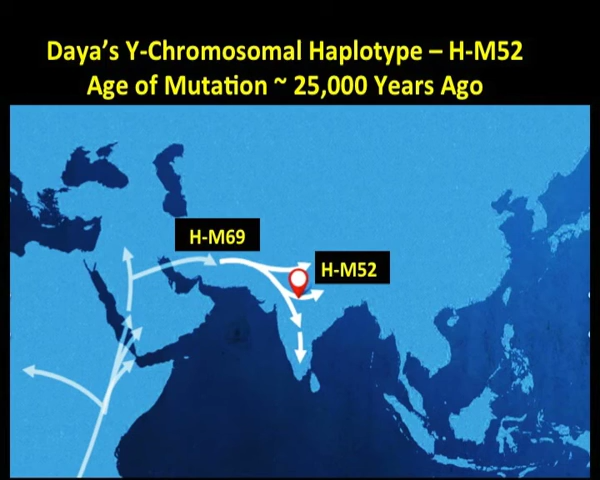 Daya's Y-Chromosomal Haplotype – H-M52
Age of Mutation ~ 25,000 Years Ago
H-M69
H-M52